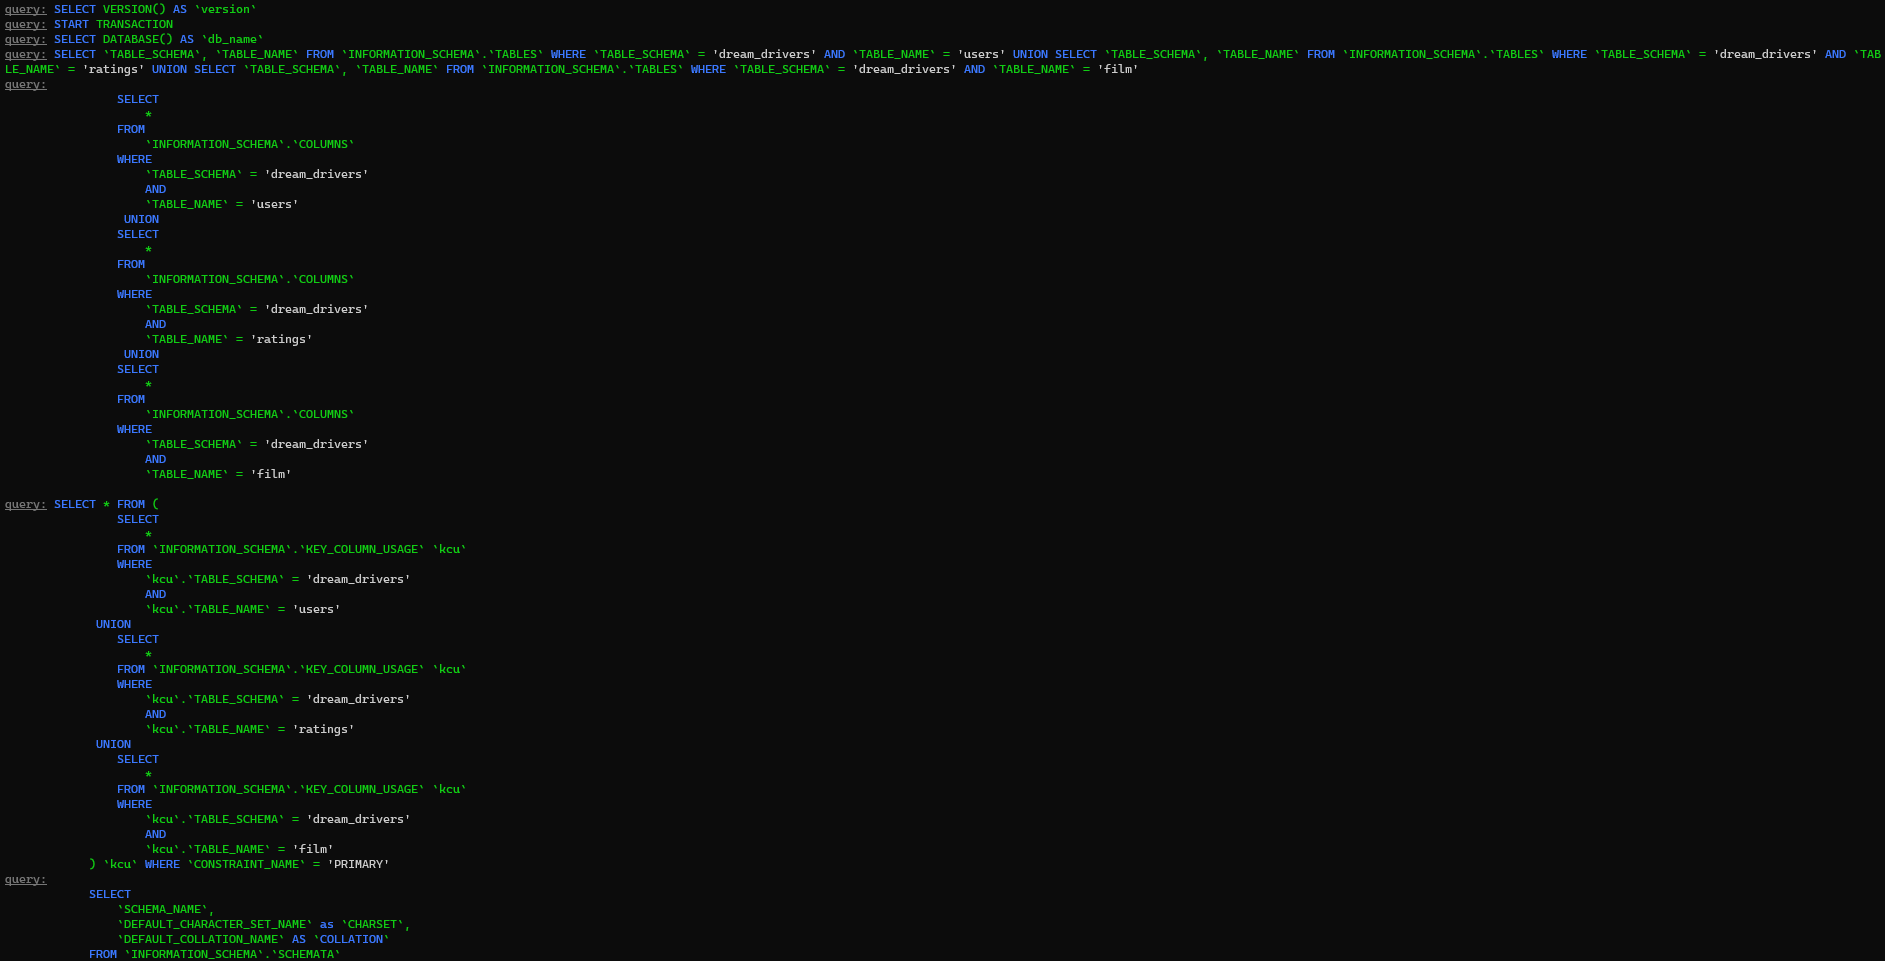 query: SELECT VERSION() AS `version`
query: START TRANSACTION
query: SELECT DATABASE() AS `db_name`
query: SELECT `TABLE_SCHEMA`, `TABLE_NAME` FROM `INFORMATION_SCHEMA`.`TABLES` WHERE `TABLE_SCHEMA` = 'dream_drivers' AND `TABLE_NAME` = 'users' UNION SELECT `TABLE_SCHEMA`, `TABLE_NAME` FROM `INFORMATION_SCHEMA`.`TABLES` WHERE `TABLE_SCHEMA` = 'dream_drivers' AND `TAB
LE_NAME` = 'ratings' UNION SELECT `TABLE_SCHEMA`, `TABLE_NAME` FROM `INFORMATION_SCHEMA`.`TABLES` WHERE `TABLE_SCHEMA` = 'dream_drivers' AND `TABLE_NAME` = 'film'
query:
SELECT
*
FROM
`INFORMATION_SCHEMA`.`COLUMNS`
WHERE
`TABLE_SCHEMA` = 'dream_drivers'
AND
`TABLE_NAME` = 'users'
UNION
SELECT
*
FROM
`INFORMATION_SCHEMA`.`COLUMNS`
WHERE
`TABLE_SCHEMA` = 'dream_drivers'
AND
`TABLE_NAME` = 'ratings'
UNION
SELECT
*
FROM
`INFORMATION_SCHEMA`.`COLUMNS`
WHERE
`TABLE_SCHEMA` = 'dream_drivers'
AND
`TABLE_NAME` = 'film'
query: SELECT * FROM (
SELECT
*
FROM `INFORMATION_SCHEMA`.`KEY_COLUMN_USAGE` `kcu`
WHERE
`kcu`.`TABLE_SCHEMA` = 'dream_drivers'
AND
`kcu`.`TABLE_NAME` = 'users'
UNION
SELECT
*
FROM `INFORMATION_SCHEMA`.`KEY_COLUMN_USAGE` `kcu`
WHERE
`kcu`.`TABLE_SCHEMA` = 'dream_drivers'
AND
`kcu`.`TABLE_NAME` = 'ratings'
UNION
SELECT
*
FROM `INFORMATION_SCHEMA`.`KEY_COLUMN_USAGE` `kcu`
WHERE
`kcu`.`TABLE_SCHEMA` = 'dream_drivers'
AND
`kcu`.`TABLE_NAME` = 'film'
) `kcu` WHERE `CONSTRAINT_NAME` = 'PRIMARY'
query:
SELECT
`SCHEMA_NAME`,
`DEFAULT_CHARACTER_SET_NAME` as `CHARSET`,
`DEFAULT_COLLATION_NAME` AS `COLLATION`
FROM `INFORMATION_SCHEMA`.`SCHEMATA`